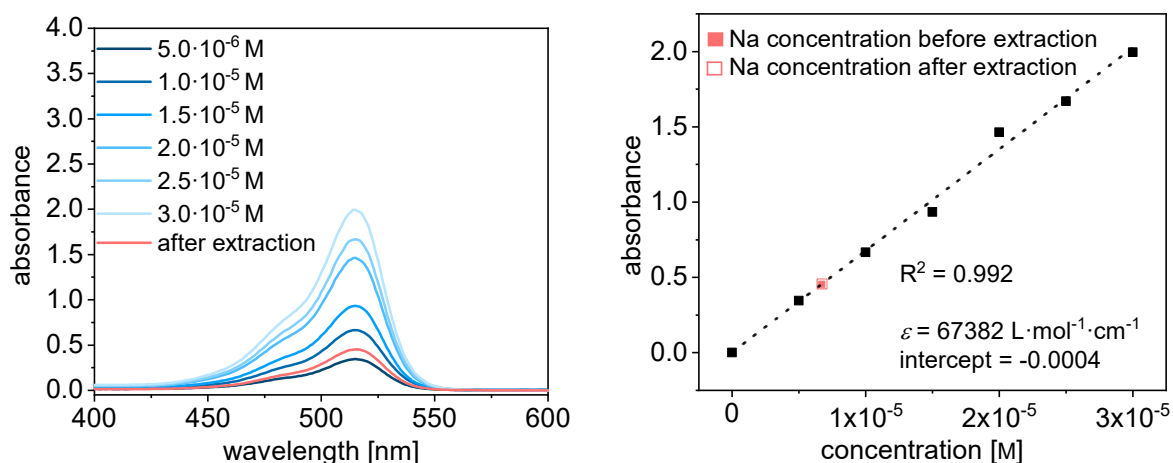 4.0
3.5
3.0
2.5
2.0
1.5
1.0
0.5
0.0
absorbance
5.0·10⁻⁶ M
1.0·10⁻⁵ M
1.5·10⁻⁵ M
2.0·10⁻⁵ M
2.5·10⁻⁵ M
3.0·10⁻⁵ M
after extraction
400 450 500 550 600
wavelength [nm]
2.0
1.5
1.0
0.5
0.0
absorbance
Na concentration before extraction
Na concentration after extraction
R² = 0.992
ε = 67382 L·mol⁻¹·cm⁻¹
intercept = -0.0004
0 1x10⁻⁵ 2x10⁻⁵ 3x10⁻⁵
concentration [M]